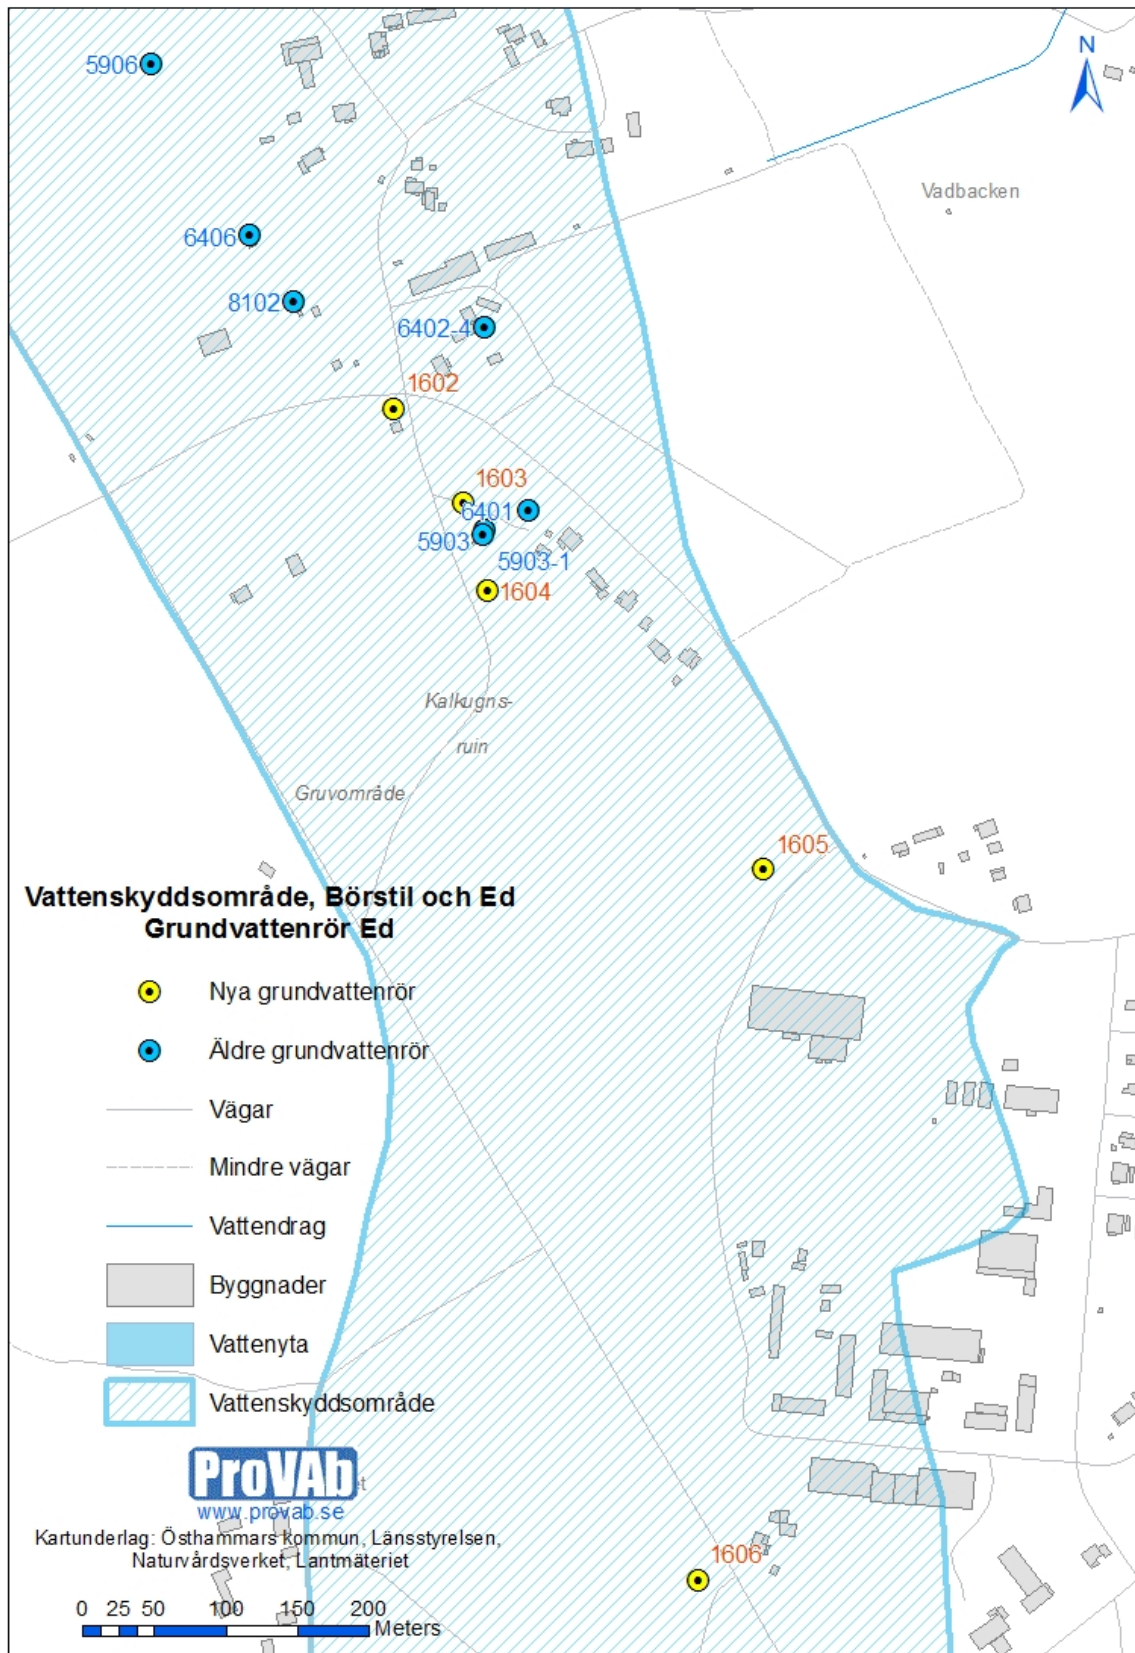 5906
N
Vadbacken
6406
8102
6402-4
1602
1603
6401
5903
5903-1
1604
Kalkugns-
ruin
Gruvområde
1605
Vattenskyddsområde, Börstil och Ed
Grundvattenrör Ed
Nya grundvattenrör
Äldre grundvattenrör
Vägar
Mindre vägar
Vattendrag
Byggnader
Vattenyta
Vattenskyddsområde
ProVAb
www.provab.se
Kartunderlag: Östhammars kommun, Länsstyrelsen,
Naturvårdsverket, Lantmäteriet
1606
0 25 50 100 150 200
Meters